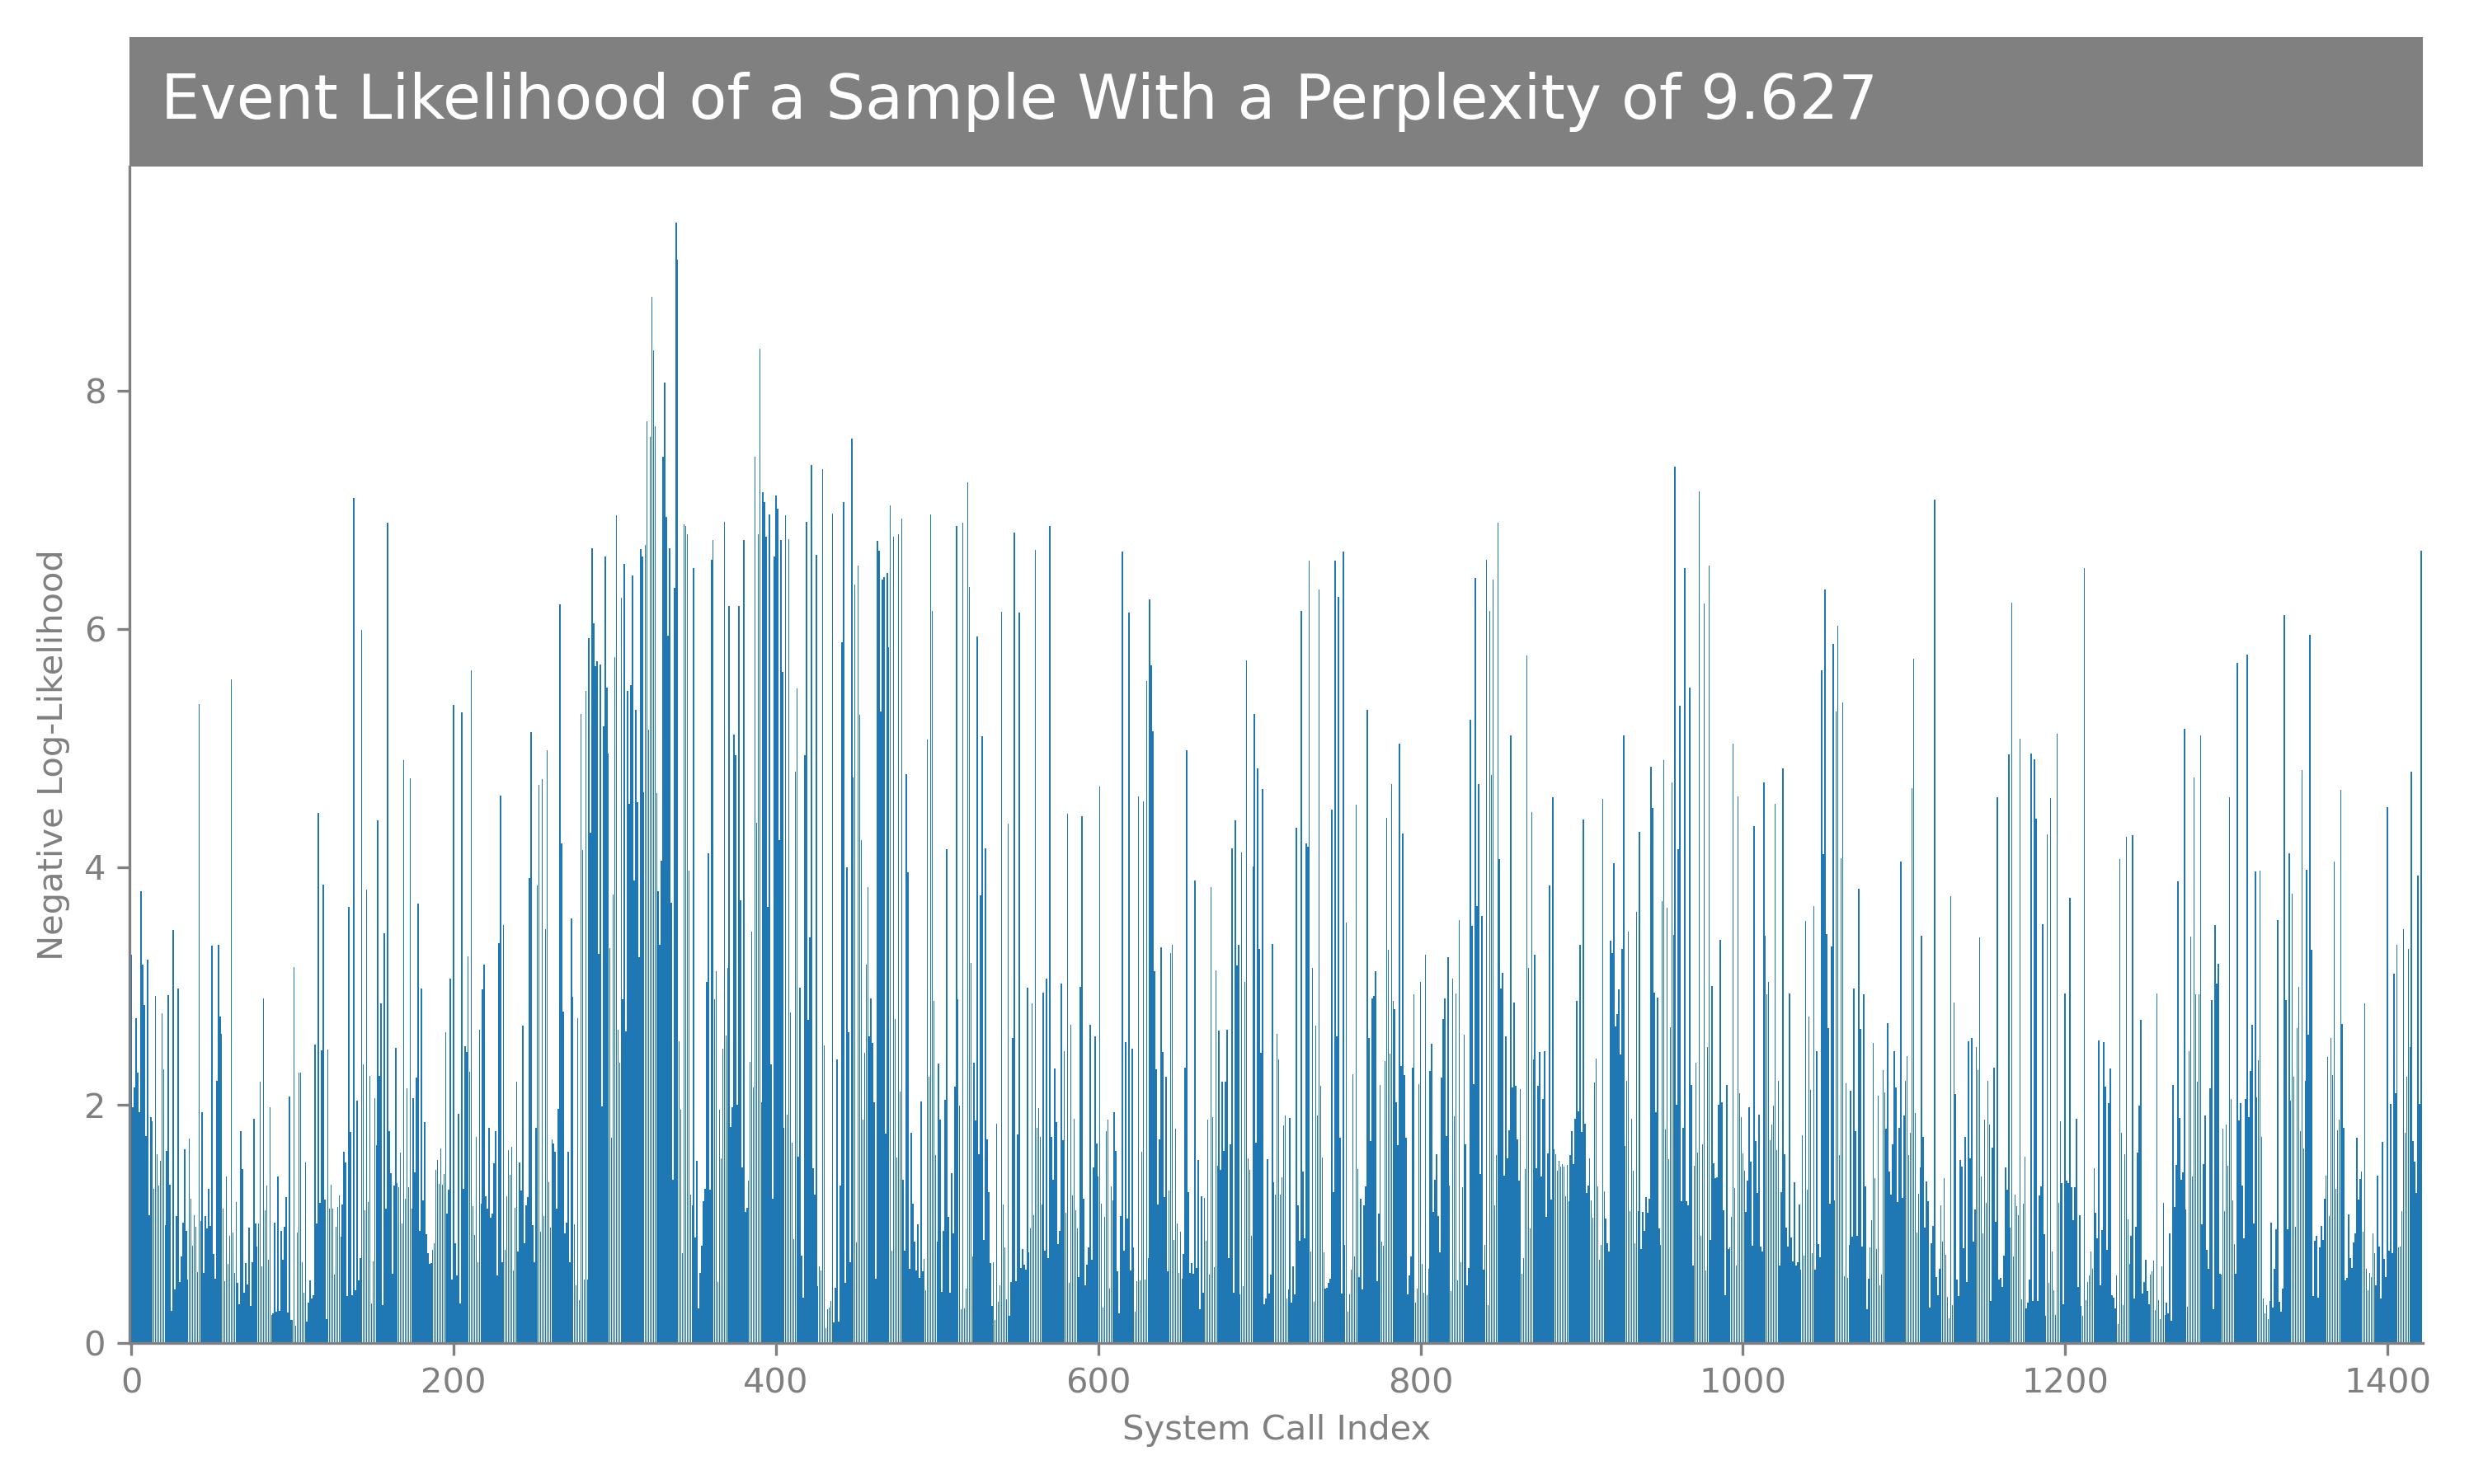 Event Likelihood of a Sample With a Perplexity of 9.627
8
6
4
2
0
Negative Log-Likelihood
0 200 400 600 800 1000 1200 1400
System Call Index